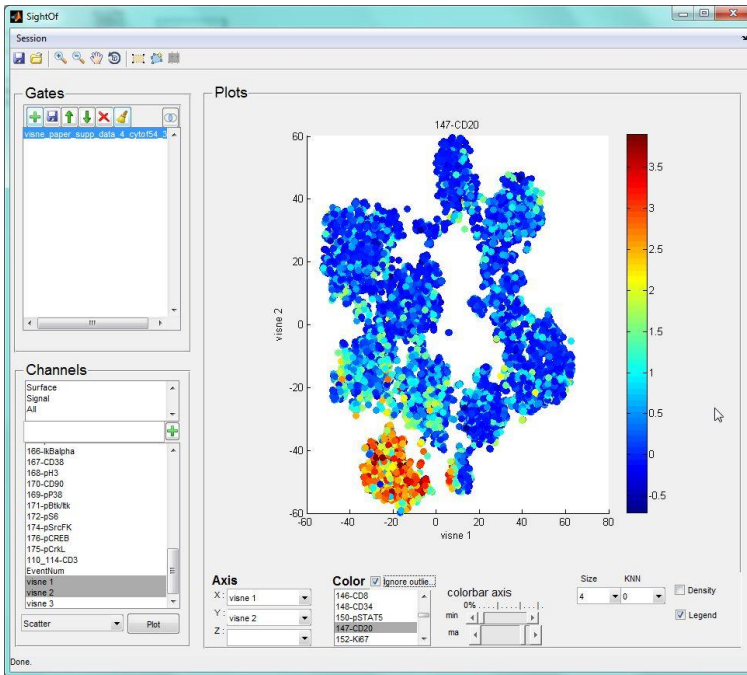 SightOf
Session
Gates
visne_paper_supp_data_4_cytof54_3
Channels
Surface
Signal
All
166-IkBalpha
167-CD38
168-pH3
170-CD90
169-pP38
171-pBtk/Itk
172-pS6
174-pSrcFK
176-pCREB
175-pCrkL
110_114-CD3
EventNum
visne 1
visne 2
visne 3
Scatter
Plot
Done.
Plots
147-CD20
60
40
20
0
-20
-40
-60
visne 2
-60 -40 -20 0 20 40 60 80
visne 1
3.5
3
2.5
2
1.5
1
0.5
0
-0.5
Axis
X : visne 1
Y : visne 2
Z :
Color Ignore outlie...
146-CD8
148-CD34
150-pSTAT5
147-CD20
152-Ki67
colorbar axis
0% . . . . | . . . . | . . . .
min
ma
Size KNN
4 0
Density
Legend